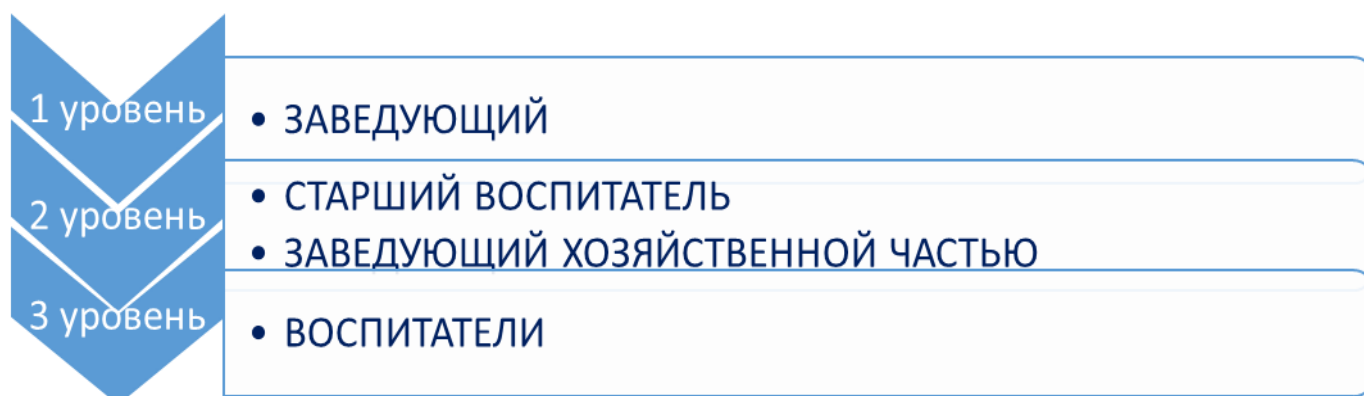 1 уровень
• ЗАВЕДУЮЩИЙ
2 уровень
• СТАРШИЙ ВОСПИТАТЕЛЬ
• ЗАВЕДУЮЩИЙ ХОЗЯЙСТВЕННОЙ ЧАСТЬЮ
3 уровень
• ВОСПИТАТЕЛИ